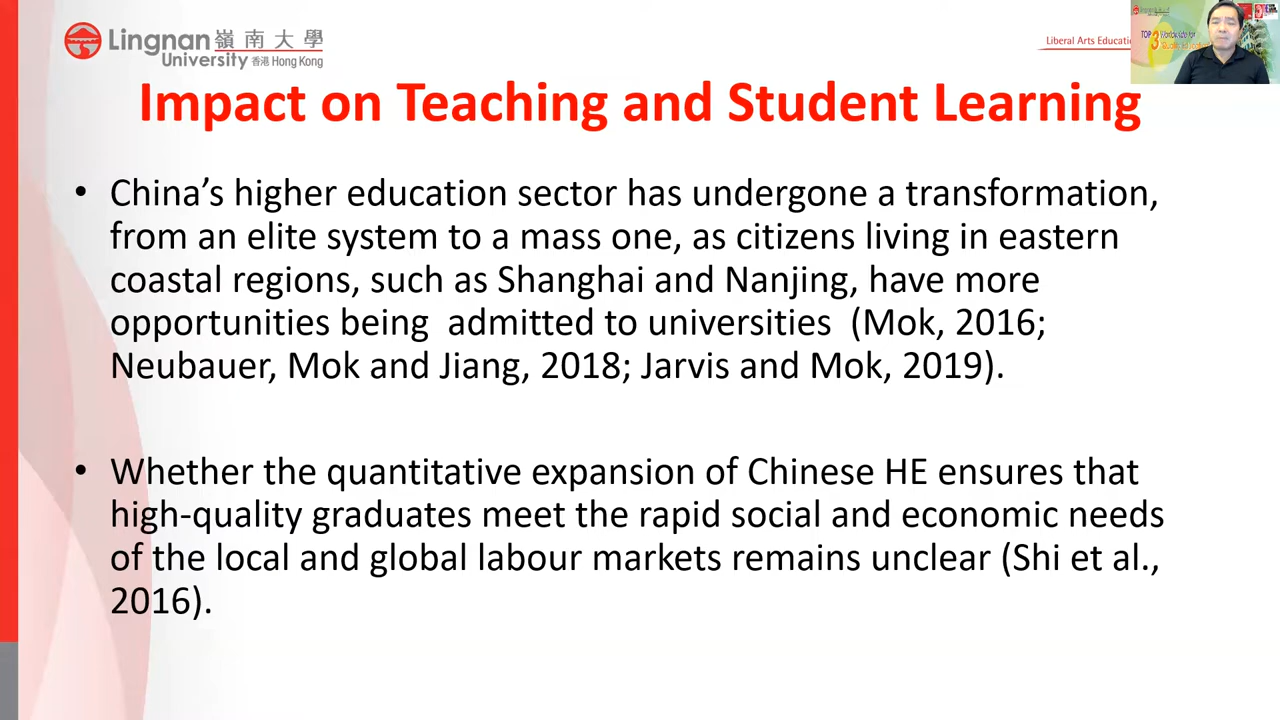 Lingnan 嶺南大學
University 香港 Hong Kong
Liberal Arts
TOP 3 Worldwide for
Impact on Teaching and Student Learning
• China’s higher education sector has undergone a transformation,
from an elite system to a mass one, as citizens living in eastern
coastal regions, such as Shanghai and Nanjing, have more
opportunities being  admitted to universities  (Mok, 2016;
Neubauer, Mok and Jiang, 2018; Jarvis and Mok, 2019).
• Whether the quantitative expansion of Chinese HE ensures that
high-quality graduates meet the rapid social and economic needs
of the local and global labour markets remains unclear (Shi et al.,
2016).